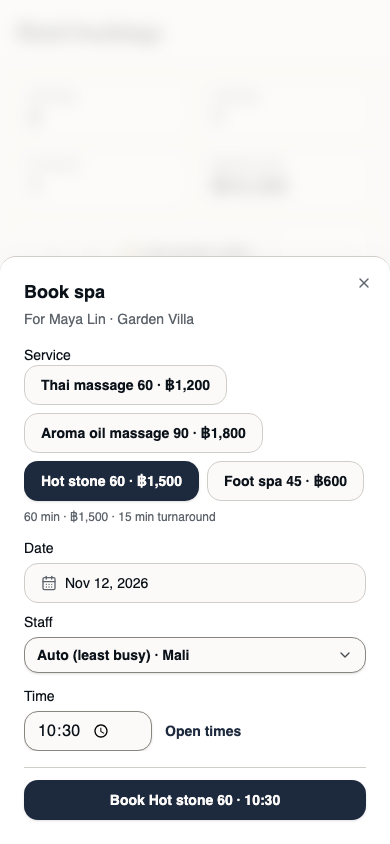 Book spa
For Maya Lin · Garden Villa
Service
Thai massage 60 · ฿1,200
Aroma oil massage 90 · ฿1,800
Hot stone 60 · ฿1,500
Foot spa 45 · ฿600
60 min · ฿1,500 · 15 min turnaround
Date
Nov 12, 2026
Staff
Auto (least busy) · Mali
Time
10:30
Open times
Book Hot stone 60 · 10:30